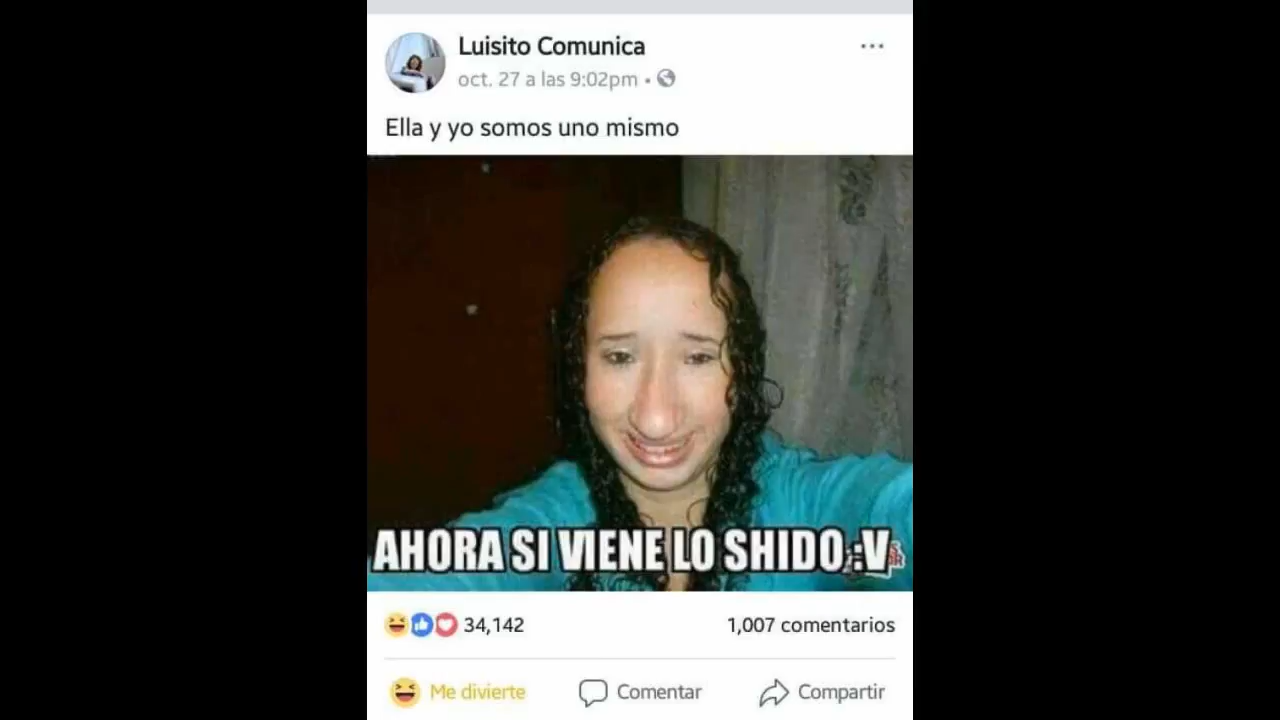 Luisito Comunica
oct. 27 a las 9:02pm
Ella y yo somos uno mismo
AHORA SI VIENE LO SHIDO :V
34,142
1,007 comentarios
Me divierte
Comentar
Compartir